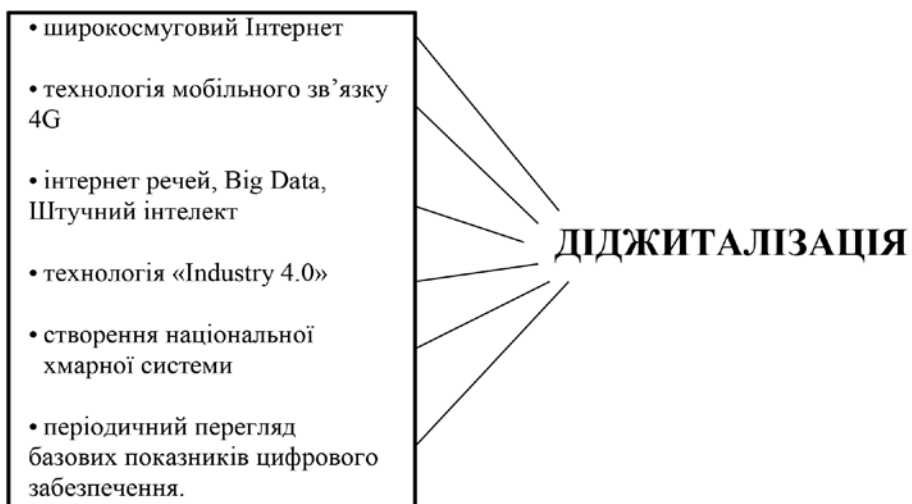 • широкосмуговий Інтернет
• технологія мобільного зв’язку
4G
• інтернет речей, Big Data,
Штучний інтелект
• технологія «Industry 4.0»
• створення національної
хмарної системи
• періодичний перегляд
базових показників цифрового
забезпечення.
ДІДЖИТАЛІЗАЦІЯ